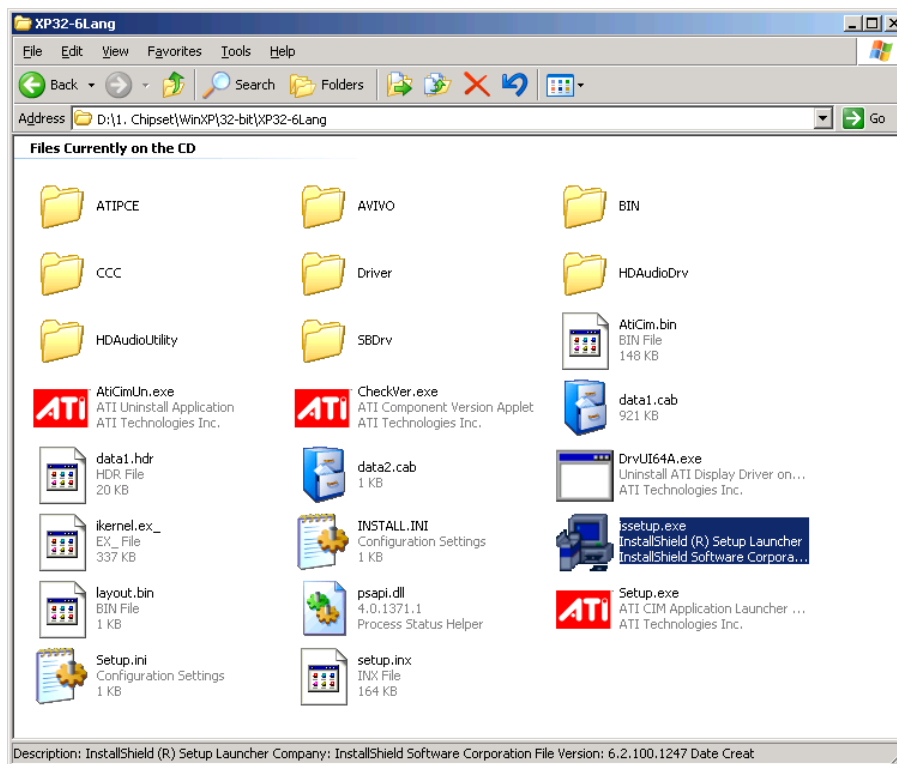 XP32-6Lang
File Edit View Favorites Tools Help
Back Search Folders
Address D:\1. Chipset\WinXP\32-bit\XP32-6Lang Go
Files Currently on the CD
ATIPCE
AVIVO
BIN
CCC
Driver
HDAudioDrv
HDAudioUtility
SBDrv
AtiCim.bin
BIN File
148 KB
ATI
AtiCimUn.exe
ATI Uninstall Application
ATI Technologies Inc.
ATI
CheckVer.exe
ATI Component Version Applet
ATI Technologies Inc.
data1.cab
921 KB
data1.hdr
HDR File
20 KB
data2.cab
1 KB
DrvUI64A.exe
Uninstall ATI Display Driver on...
ATI Technologies Inc.
ikernel.ex_
EX_ File
337 KB
INSTALL.INI
Configuration Settings
1 KB
issetup.exe
InstallShield (R) Setup Launcher
InstallShield Software Corpora...
layout.bin
BIN File
1 KB
psapi.dll
4.0.1371.1
Process Status Helper
ATI
Setup.exe
ATI CIM Application Launcher ...
ATI Technologies Inc.
Setup.ini
Configuration Settings
1 KB
setup.inx
INX File
164 KB
Description: InstallShield (R) Setup Launcher Company: InstallShield Software Corporation File Version: 6.2.100.1247 Date Creat